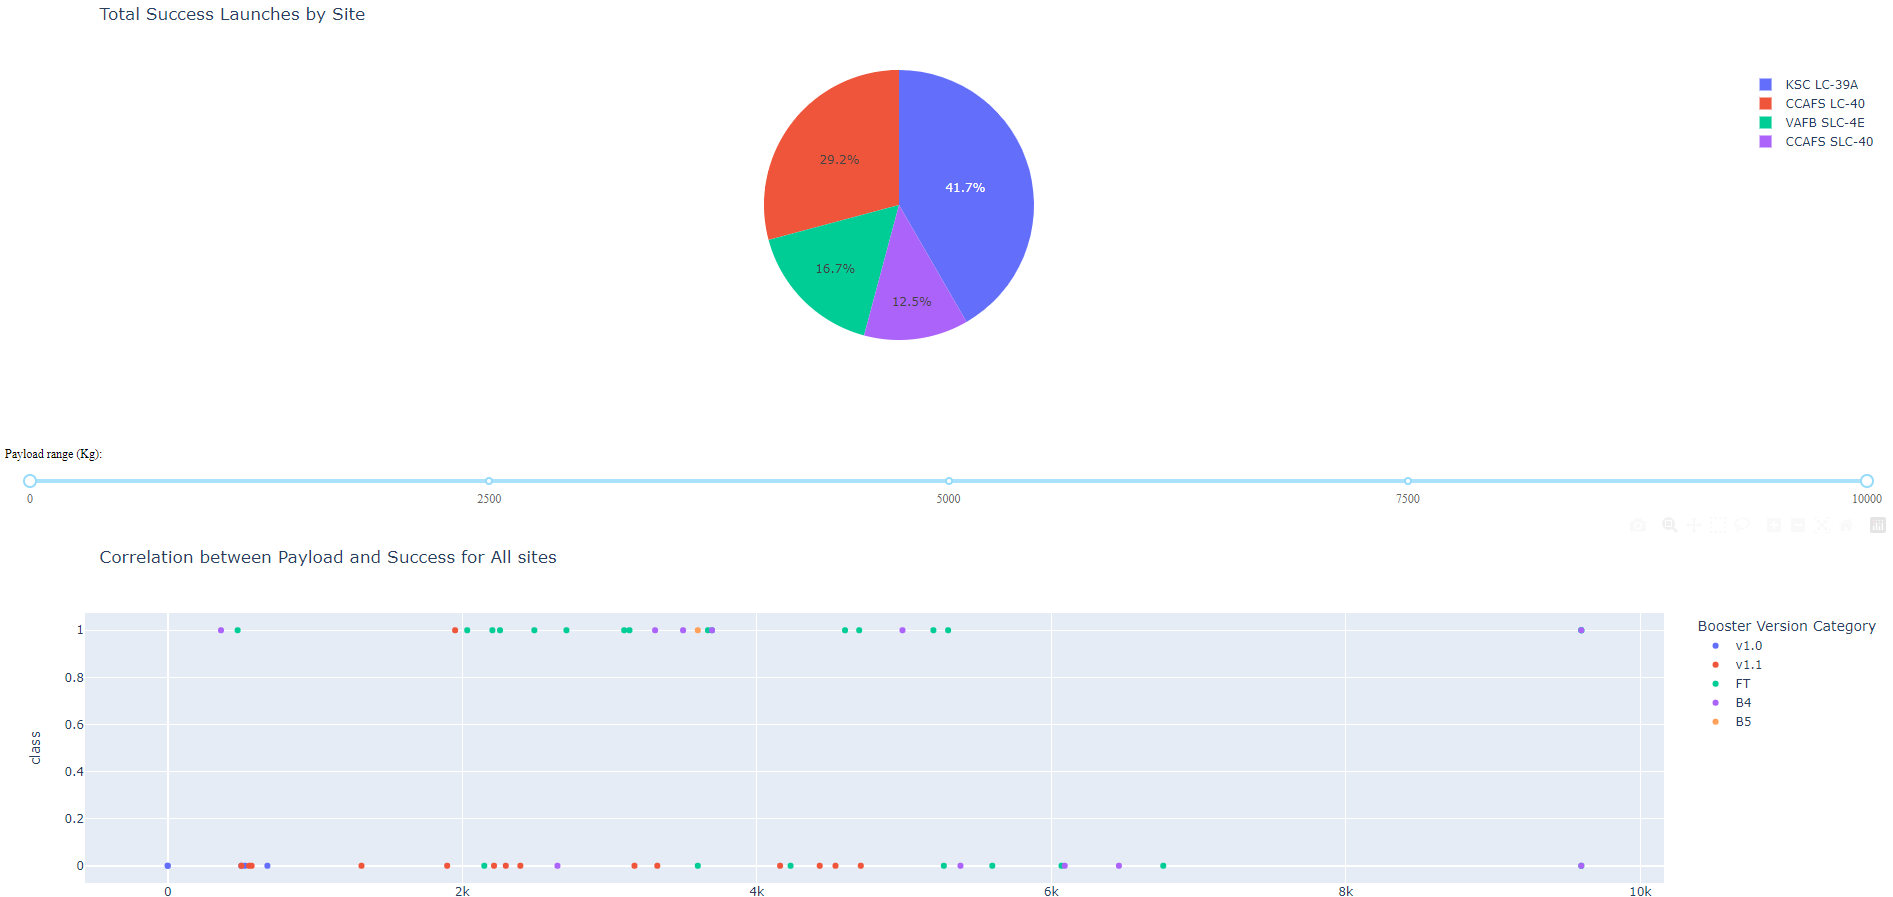 Total Success Launches by Site
KSC LC-39A
CCAFS LC-40
VAFB SLC-4E
CCAFS SLC-40
29.2%
41.7%
16.7%
12.5%
Payload range (Kg):
0 2500 5000 7500 10000
Correlation between Payload and Success for All sites
Booster Version Category
v1.0
v1.1
FT
B4
B5
class
1
0.8
0.6
0.4
0.2
0
0 2k 4k 6k 8k 10k